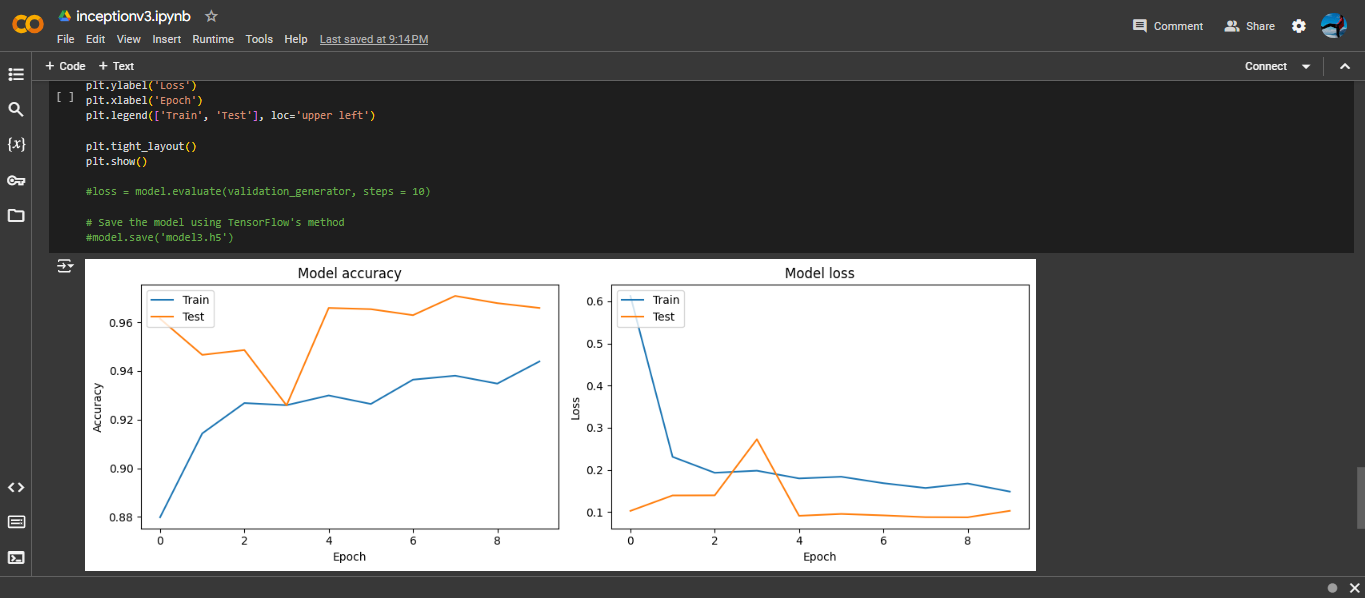 inceptionv3.ipynb
File Edit View Insert Runtime Tools Help Last saved at 9:14 PM
Comment Share
+ Code + Text
Connect
plt.ylabel('Loss')
[ ] plt.xlabel('Epoch')
plt.legend(['Train', 'Test'], loc='upper left')
plt.tight_layout()
plt.show()
#loss = model.evaluate(validation_generator, steps = 10)
# Save the model using TensorFlow's method
#model.save('model3.h5')
Model accuracy
Train
Test
0.96
0.94
0.92
0.90
0.88
Accuracy
0 2 4 6 8
Epoch
Model loss
Train
Test
0.6
0.5
0.4
0.3
0.2
0.1
Loss
0 2 4 6 8
Epoch
{x}